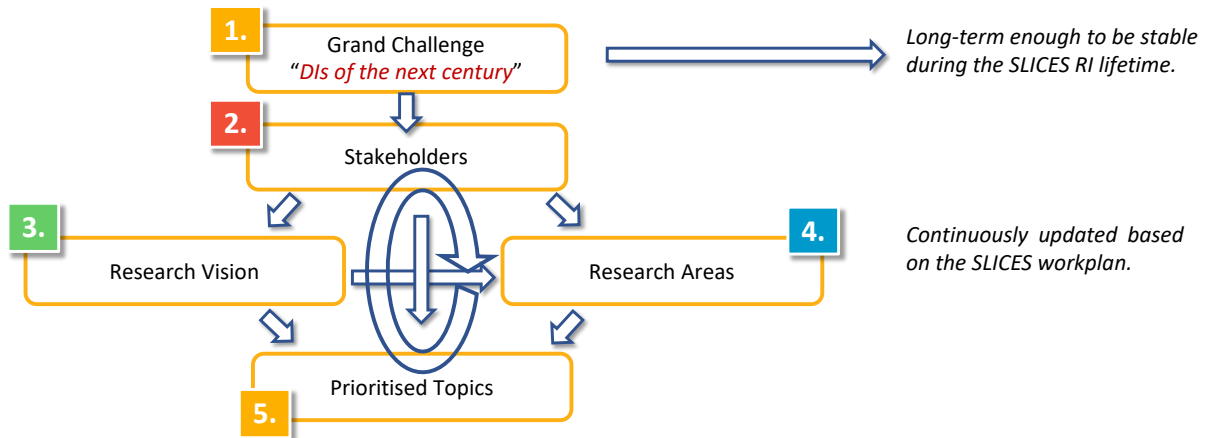 1.
Grand Challenge
“DIs of the next century”
Long-term enough to be stable
during the SLICES RI lifetime.
2.
Stakeholders
3.
Research Vision
4.
Research Areas
Continuously updated based
on the SLICES workplan.
Prioritised Topics
5.